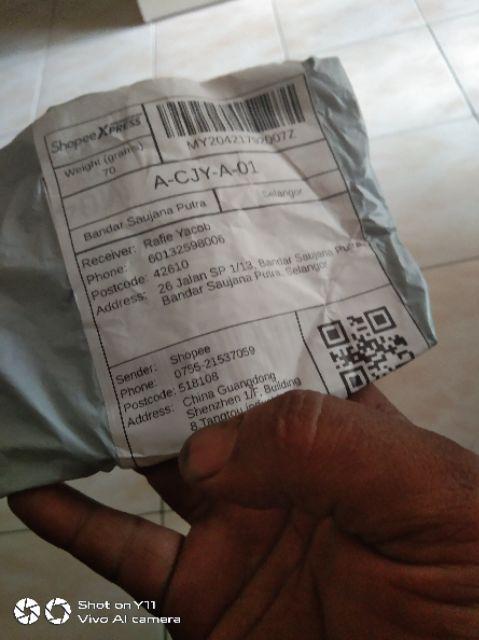 Shopee XPRESS
Weight (grams)
70
A-CJY-A-01
Bandar Saujana Putra
Selangor
Receiver: Rafie Yacob
Phone: 60132598006
Postcode: 42610
Address: 26 Jalan SP 1/13, Bandar Saujana Putra,
Bandar Saujana Putra, Selangor
Sender: Shopee
Phone: 0755-21537059
Postcode: 518108
Address: China Guangdong
Shenzhen 1/F, Building
8 Tangtou
Shot on Y11
Vivo AI camera